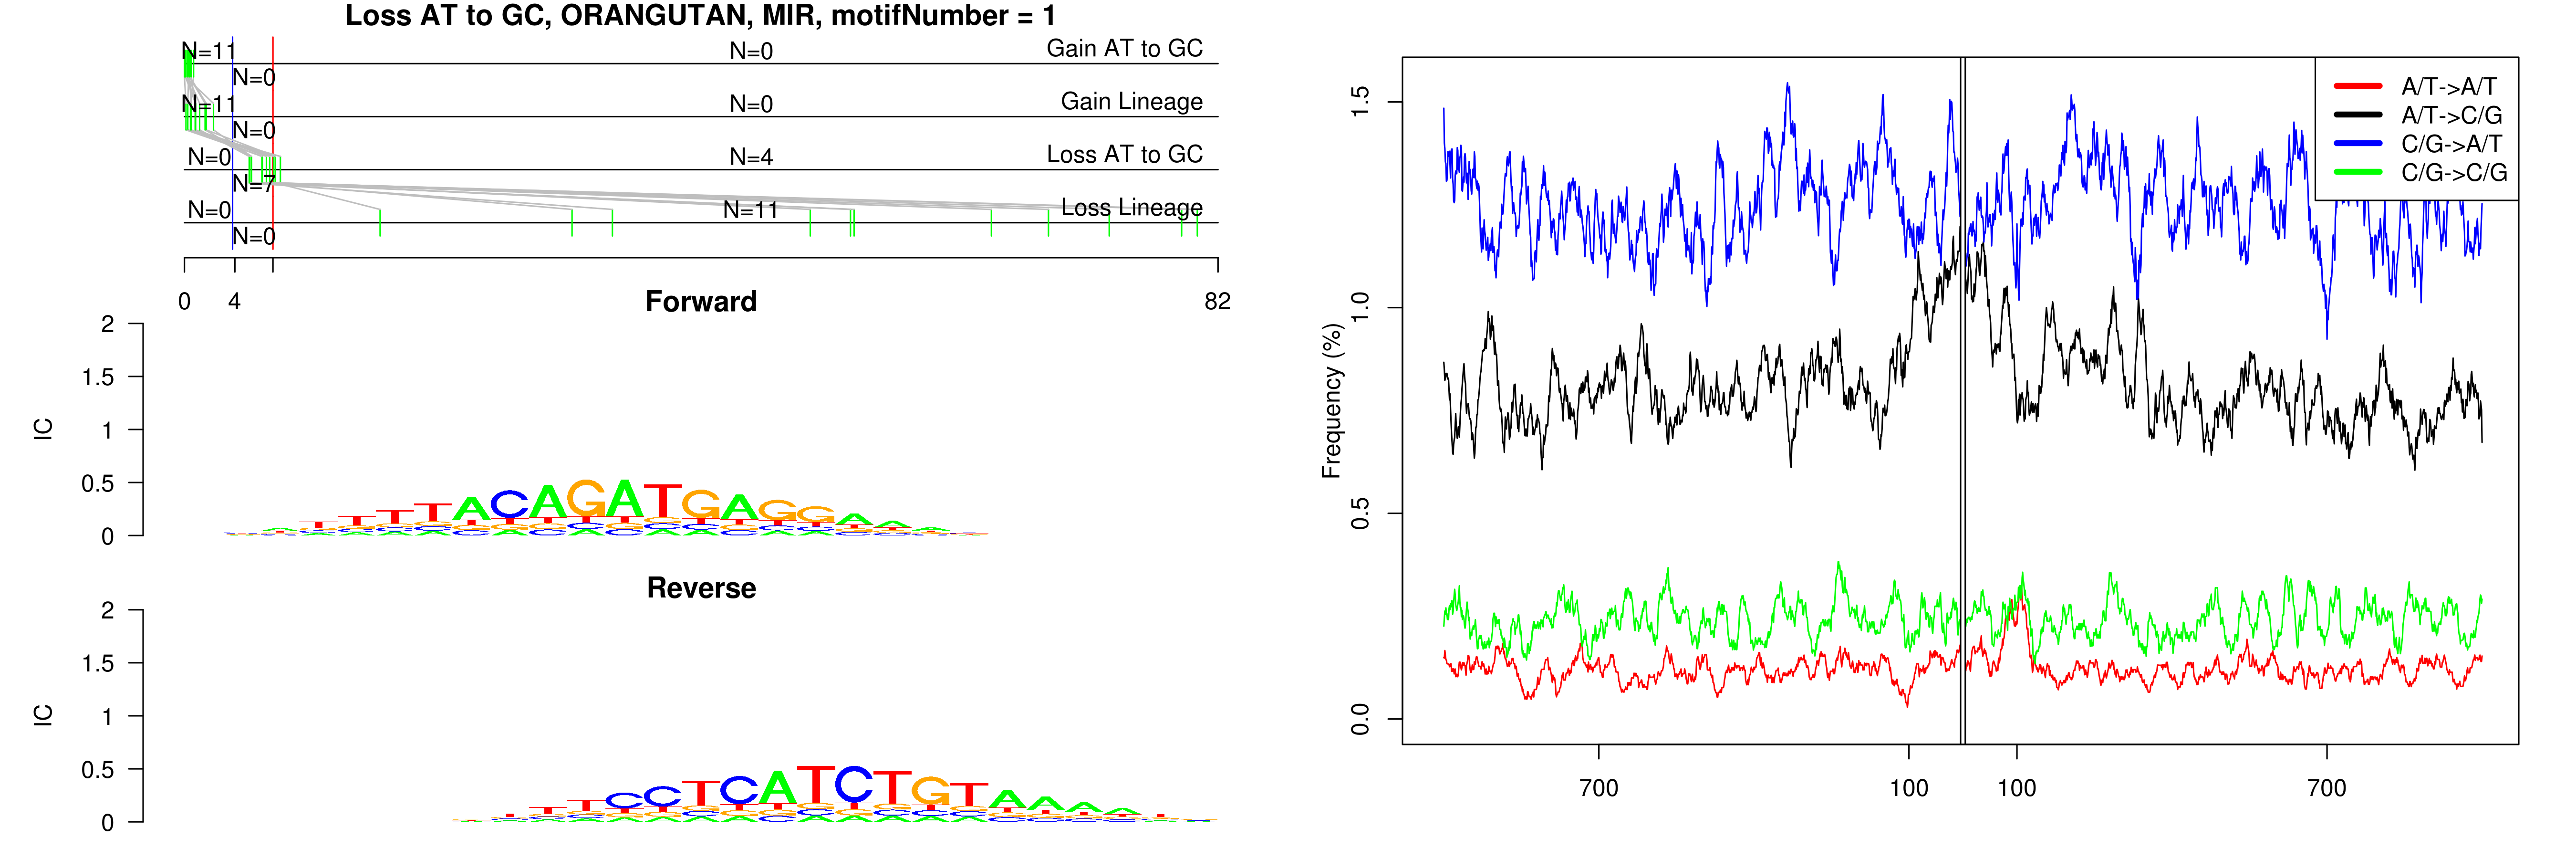 Loss AT to GC, ORANGUTAN, MIR, motifNumber = 1
N=11 N=0 Gain AT to GC
N=0
N=11 N=0 Gain Lineage
N=0
N=0 N=4 Loss AT to GC
N=7
N=0 N=11 Loss Lineage
N=0
0 4 82
Forward
2
1.5
1
0.5
0
IC
TTTTACAGATGAGGAA
Reverse
2
1.5
1
0.5
0
IC
TTCCTCATCTGTAAAA
1.5
1.0
0.5
0.0
Frequency (%)
A/T->A/T
A/T->C/G
C/G->A/T
C/G->C/G
700 100 100 700